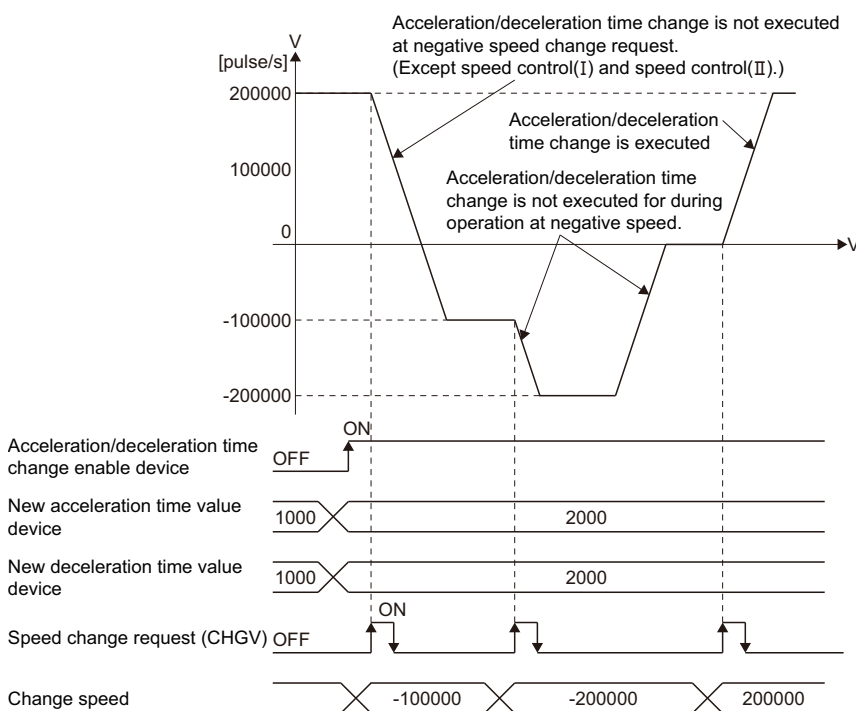 Acceleration/deceleration time change is not executed
at negative speed change request.
(Except speed control(Ⅰ) and speed control(Ⅱ).)
V
[pulse/s]
200000
Acceleration/deceleration
time change is executed
100000
Acceleration/deceleration time
change is not executed for during
operation at negative speed.
0
V
-100000
-200000
ON
Acceleration/deceleration time
change enable device
OFF
New acceleration time value
device
1000
2000
New deceleration time value
device
1000
2000
ON
Speed change request (CHGV) OFF
Change speed
-100000
-200000
200000